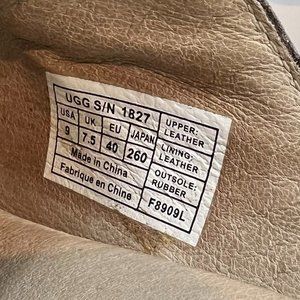 UGG S/N 1827
USA UK EU JAPAN
9 7.5 40 260
Made in China
Fabriqué en Chine
UPPER:
LEATHER
LINING:
LEATHER
OUTSOLE:
RUBBER
F8909L